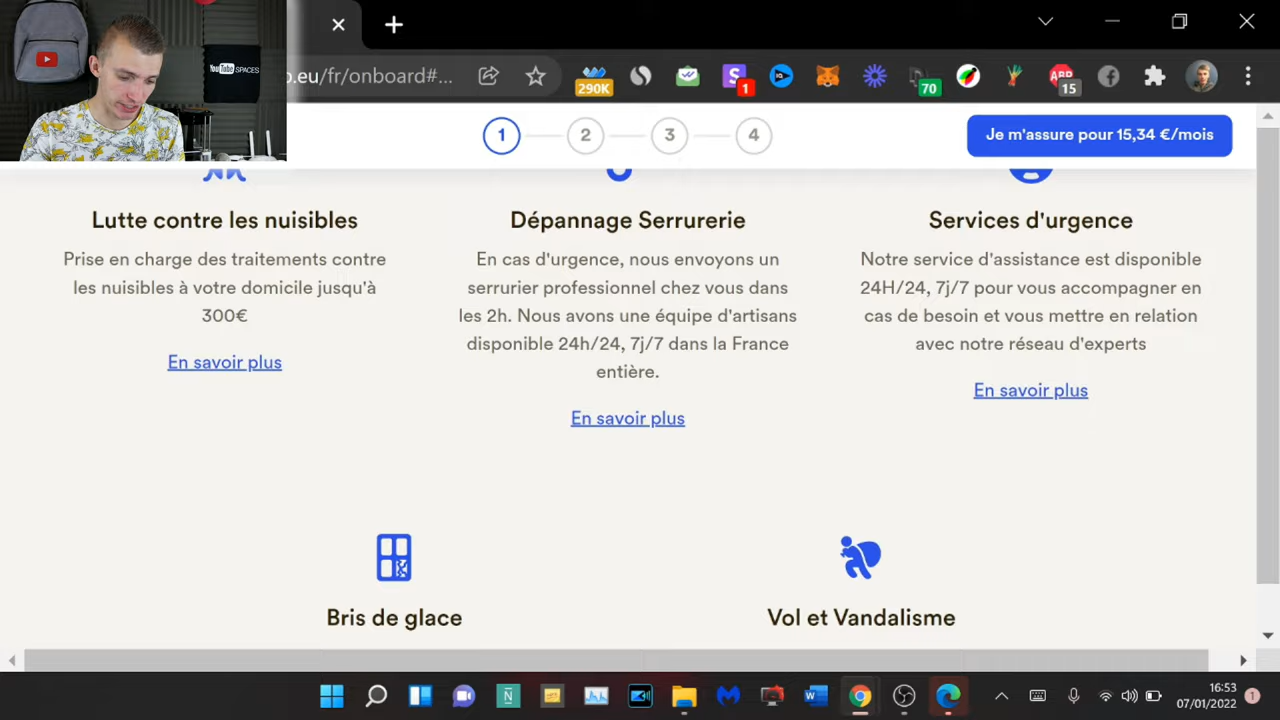 YouTube SPACES
o.eu/fr/onboard#...
290K
1
70
ABP
15
1
2
3
4
Je m'assure pour 15,34 €/mois
Lutte contre les nuisibles
Prise en charge des traitements contre
les nuisibles à votre domicile jusqu'à
300€
En savoir plus
Dépannage Serrurerie
En cas d'urgence, nous envoyons un
serrurier professionnel chez vous dans
les 2h. Nous avons une équipe d'artisans
disponible 24h/24, 7j/7 dans la France
entière.
En savoir plus
Services d'urgence
Notre service d'assistance est disponible
24H/24, 7j/7 pour vous accompagner en
cas de besoin et vous mettre en relation
avec notre réseau d'experts
En savoir plus
Bris de glace
Vol et Vandalisme
16:53
07/01/2022
1